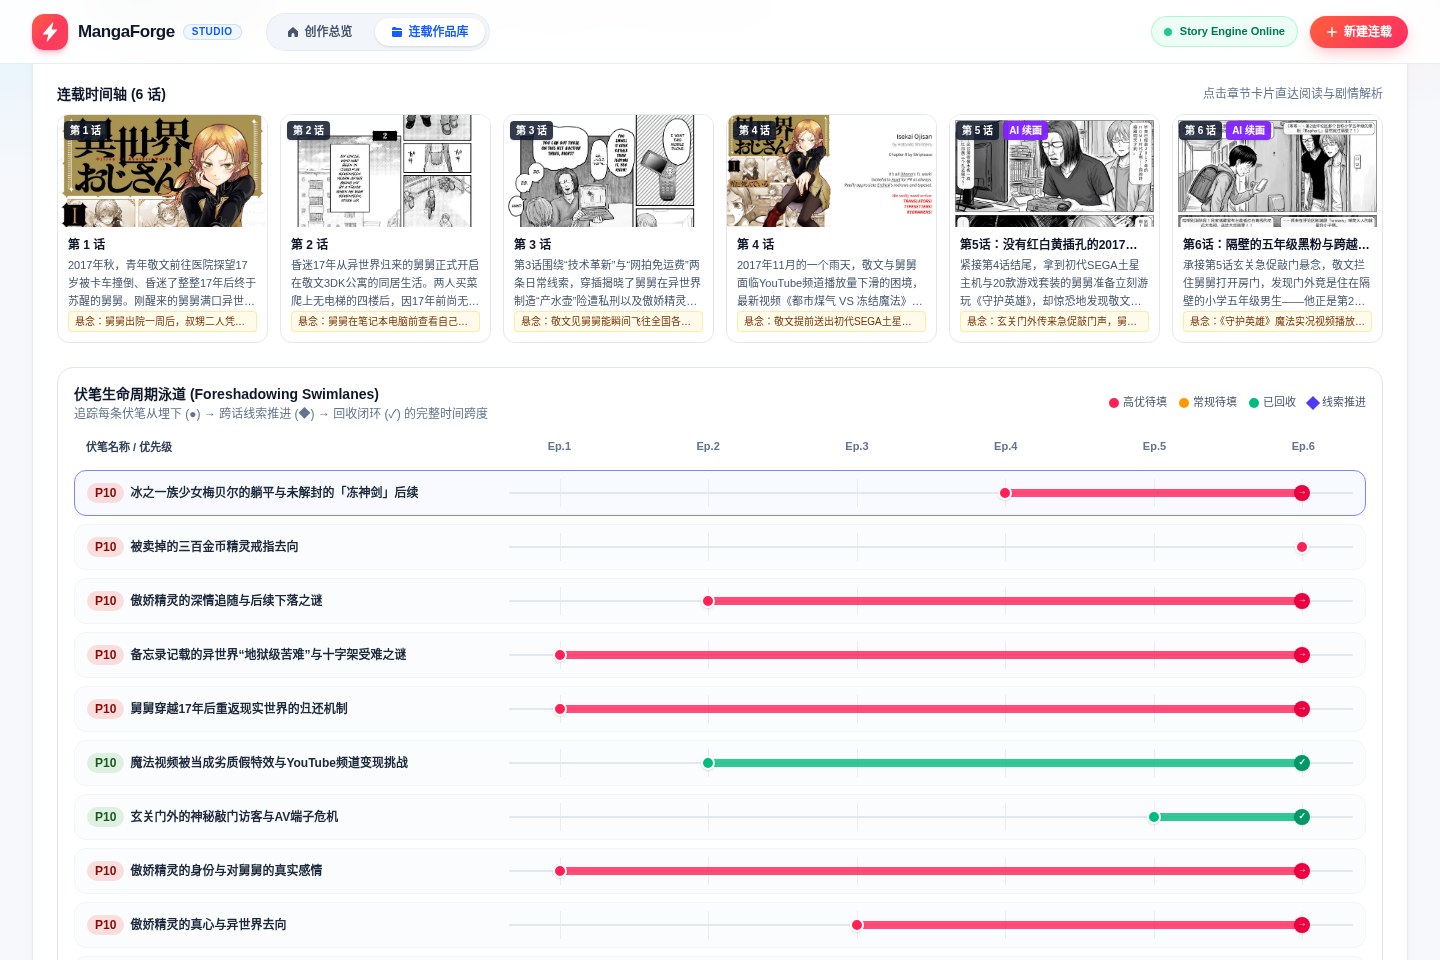 MangaForge STUDIO 创作总览 连载作品库 Story Engine Online 新建连载
连载时间轴 (6 话) 点击章节卡片直达阅读与剧情解析
第 1 话
異世界
おじさん
第 1 话
2017年秋，青年敬文前往医院探望17
岁被卡车撞倒、昏迷了整整17年后终于
苏醒的舅舅。刚醒来的舅舅满口异世...
悬念：舅舅出院一周后，叔甥二人凭...
第 2 话
2
第 2 话
昏迷17年从异世界归来的舅舅正式开启
在敬文3DK公寓的同居生活。两人买菜
爬上无电梯的四楼后，因17年前尚无...
悬念：舅舅在笔记本电脑前查看自己...
第 3 话
I WANT
THIS
MOBILE
PHONE.
第 3 话
第3话围绕“技术革新”与“网拍免运费”两
条日常线索，穿插揭晓了舅舅在异世界
制造“产水壶”险遭私刑以及傲娇精灵...
悬念：敬文见舅舅能瞬间飞往全国各...
第 4 话
Isekai Ojisan
第 4 话
2017年11月的一个雨天，敬文与舅舅
面临YouTube频道播放量下滑的困境，
最新视频《都市煤气 VS 冻结魔法》...
悬念：敬文提前送出初代SEGA土星...
第 5 话 AI 续画
第5话：没有红白黄插孔的2017...
紧接第4话结尾，拿到初代SEGA土星
主机与20款游戏套装的舅舅准备立刻游
玩《守护英雄》，却惊恐地发现敬文...
悬念：玄关门外传来急促敲门声，舅...
第 6 话 AI 续画
第6话：隔壁的五年级黑粉与跨越...
承接第5话玄关急促敲门悬念，敬文拦
住舅舅打开房门，发现门外竟是住在隔
壁的小学五年级男生——他正是第2...
悬念：《守护英雄》魔法实况视频播放...
伏笔生命周期泳道 (Foreshadowing Swimlanes)
追踪每条伏笔从埋下 (●) → 跨话线索推进 (◆) → 回收闭环 (✓) 的完整时间跨度
高优待填 常规待填 已回收 线索推进
伏笔名称 / 优先级 Ep.1 Ep.2 Ep.3 Ep.4 Ep.5 Ep.6
P10 冰之一族少女梅贝尔的躺平与未解封的「冻神剑」后续
P10 被卖掉的三百金币精灵戒指去向
P10 傲娇精灵的深情追随与后续下落之谜
P10 备忘录记载的异世界“地狱级苦难”与十字架受难之谜
P10 舅舅穿越17年后重返现实世界的归还机制
P10 魔法视频被当成劣质假特效与YouTube频道变现挑战
P10 玄关门外的神秘敲门访客与AV端子危机
P10 傲娇精灵的身份与对舅舅的真实感情
P10 傲娇精灵的真心与异世界去向